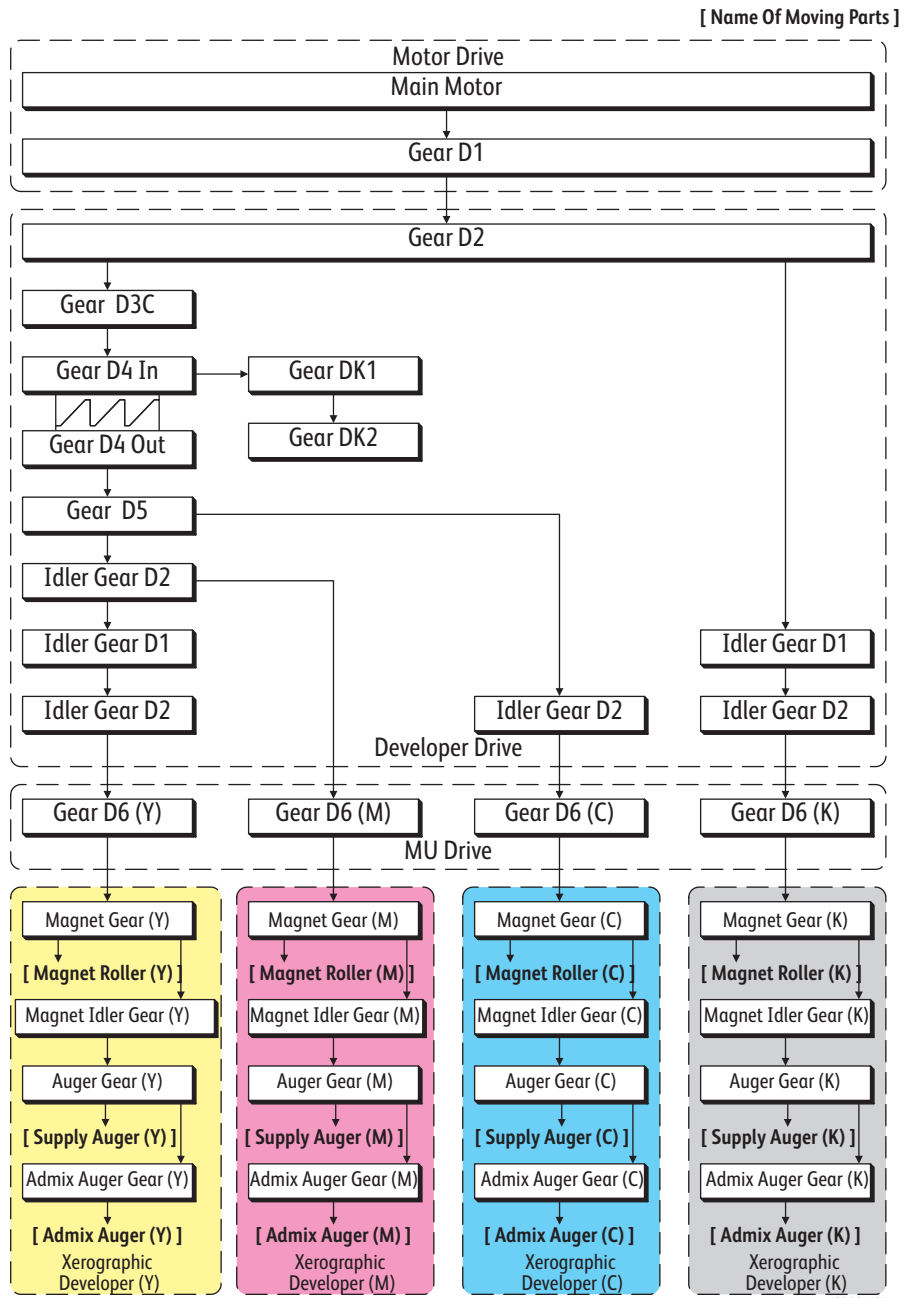 [ Name Of Moving Parts ]
Motor Drive
Main Motor
Gear D1
Gear D2
Gear D3C
Gear D4 In
Gear DK1
Gear D4 Out
Gear DK2
Gear D5
Idler Gear D2
Idler Gear D1
Idler Gear D1
Idler Gear D2
Idler Gear D2
Idler Gear D2
Developer Drive
Gear D6 (Y)
Gear D6 (M)
Gear D6 (C)
Gear D6 (K)
MU Drive
Magnet Gear (Y)
[ Magnet Roller (Y) ]
Magnet Idler Gear (Y)
Auger Gear (Y)
[ Supply Auger (Y) ]
Admix Auger Gear (Y)
[ Admix Auger (Y) ]
Xerographic
Developer (Y)
Magnet Gear (M)
[ Magnet Roller (M) ]
Magnet Idler Gear (M)
Auger Gear (M)
[ Supply Auger (M) ]
Admix Auger Gear (M)
[ Admix Auger (M) ]
Xerographic
Developer (M)
Magnet Gear (C)
[ Magnet Roller (C) ]
Magnet Idler Gear (C)
Auger Gear (C)
[ Supply Auger (C) ]
Admix Auger Gear (C)
[ Admix Auger (C) ]
Xerographic
Developer (C)
Magnet Gear (K)
[ Magnet Roller (K) ]
Magnet Idler Gear (K)
Auger Gear (K)
[ Supply Auger (K) ]
Admix Auger Gear (K)
[ Admix Auger (K) ]
Xerographic
Developer (K)